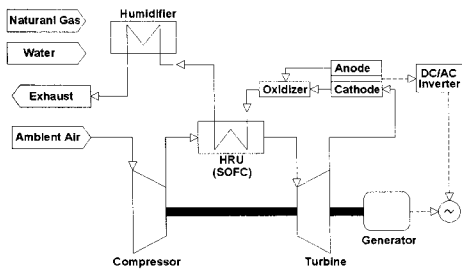 Humidifier
Naturanl Gas
Water
Anode
DC/AC
Inverter
Exhaust
Oxidizer
Cathode
Ambient Air
HRU
(SOFC)
~
Generator
Compressor
Turbine